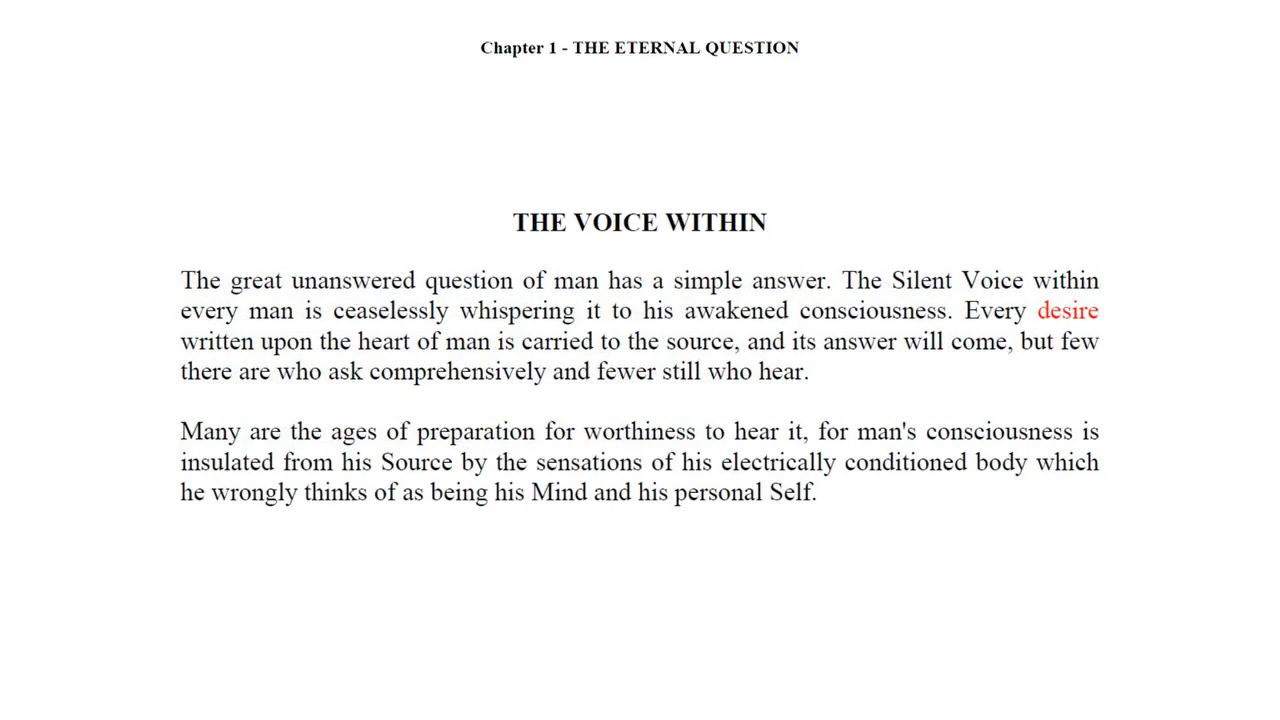 Chapter 1 - THE ETERNAL QUESTION
THE VOICE WITHIN
The great unanswered question of man has a simple answer. The Silent Voice within
every man is ceaselessly whispering it to his awakened consciousness. Every desire
written upon the heart of man is carried to the source, and its answer will come, but few
there are who ask comprehensively and fewer still who hear.
Many are the ages of preparation for worthiness to hear it, for man's consciousness is
insulated from his Source by the sensations of his electrically conditioned body which
he wrongly thinks of as being his Mind and his personal Self.